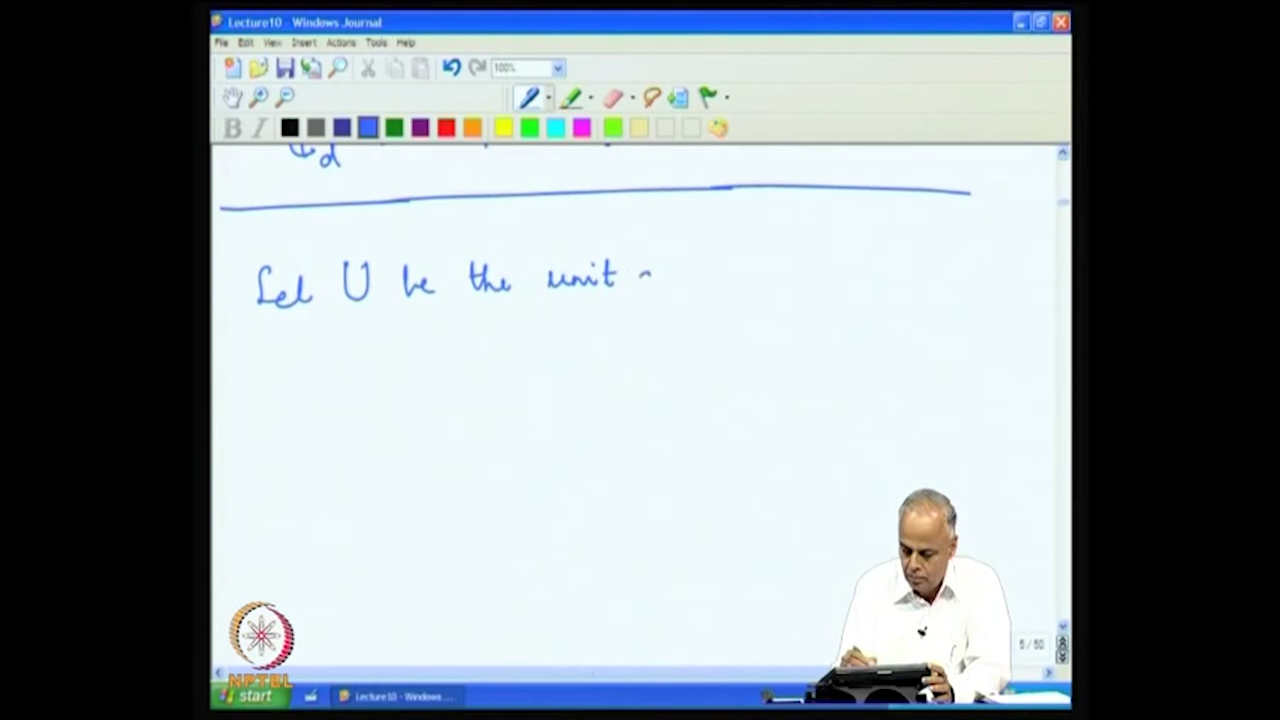 Lecture10 - Windows Journal
File Edit View Insert Actions Tools Help
100%
B I
d
Let U be the unit
5 / 50
NPTEL
start Lecture10 - Windows ...